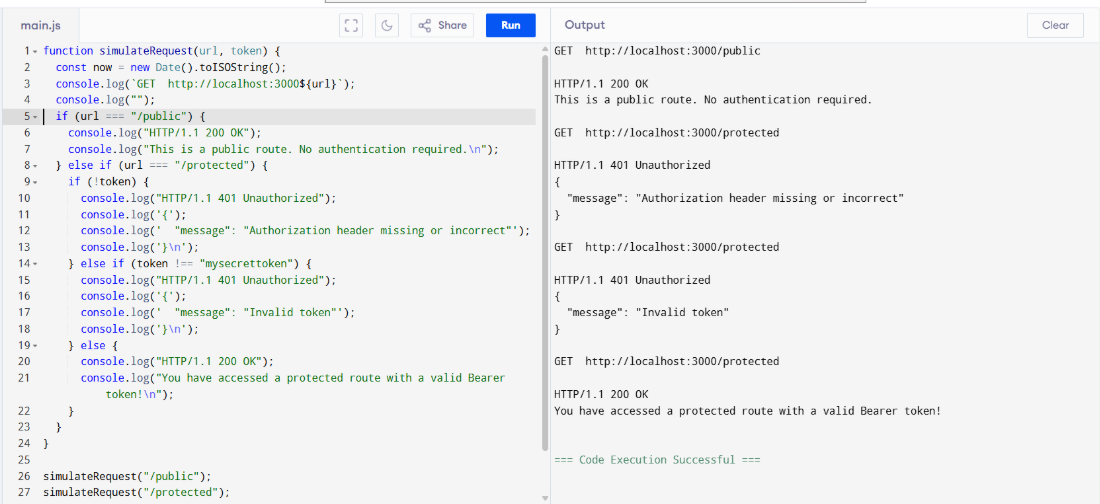 main.js
Share
Run
Output
Clear
1 function simulateRequest(url, token) {
2 const now = new Date().toISOString();
3 console.log(`GET  http://localhost:3000${url}`);
4 console.log("");
5 if (url === "/public") {
6 console.log("HTTP/1.1 200 OK");
7 console.log("This is a public route. No authentication required.\n");
8 } else if (url === "/protected") {
9 if (!token) {
10 console.log("HTTP/1.1 401 Unauthorized");
11 console.log('{');
12 console.log('  "message": "Authorization header missing or incorrect"');
13 console.log('}\n');
14 } else if (token !== "mysecrettoken") {
15 console.log("HTTP/1.1 401 Unauthorized");
16 console.log('{');
17 console.log('  "message": "Invalid token"');
18 console.log('}\n');
19 } else {
20 console.log("HTTP/1.1 200 OK");
21 console.log("You have accessed a protected route with a valid Bearer
token!\n");
22 }
23 }
24 }
25
26 simulateRequest("/public");
27 simulateRequest("/protected");
GET  http://localhost:3000/public
HTTP/1.1 200 OK
This is a public route. No authentication required.
GET  http://localhost:3000/protected
HTTP/1.1 401 Unauthorized
{
"message": "Authorization header missing or incorrect"
}
GET  http://localhost:3000/protected
HTTP/1.1 401 Unauthorized
{
"message": "Invalid token"
}
GET  http://localhost:3000/protected
HTTP/1.1 200 OK
You have accessed a protected route with a valid Bearer token!
=== Code Execution Successful ===